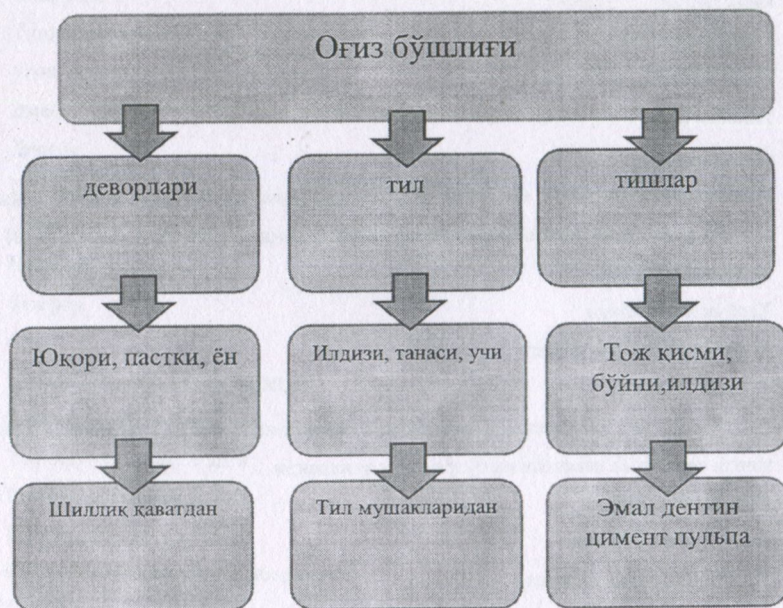 Оғиз бўшлиғи
деворлари
тил
тишлар
Юқори, пастки, ён
Илдизи, танаси, учи
Тож қисми,
бўйни,илдизи
Шиллиқ қаватдан
Тил мушакларидан
Эмал дентин
цимент пульпа